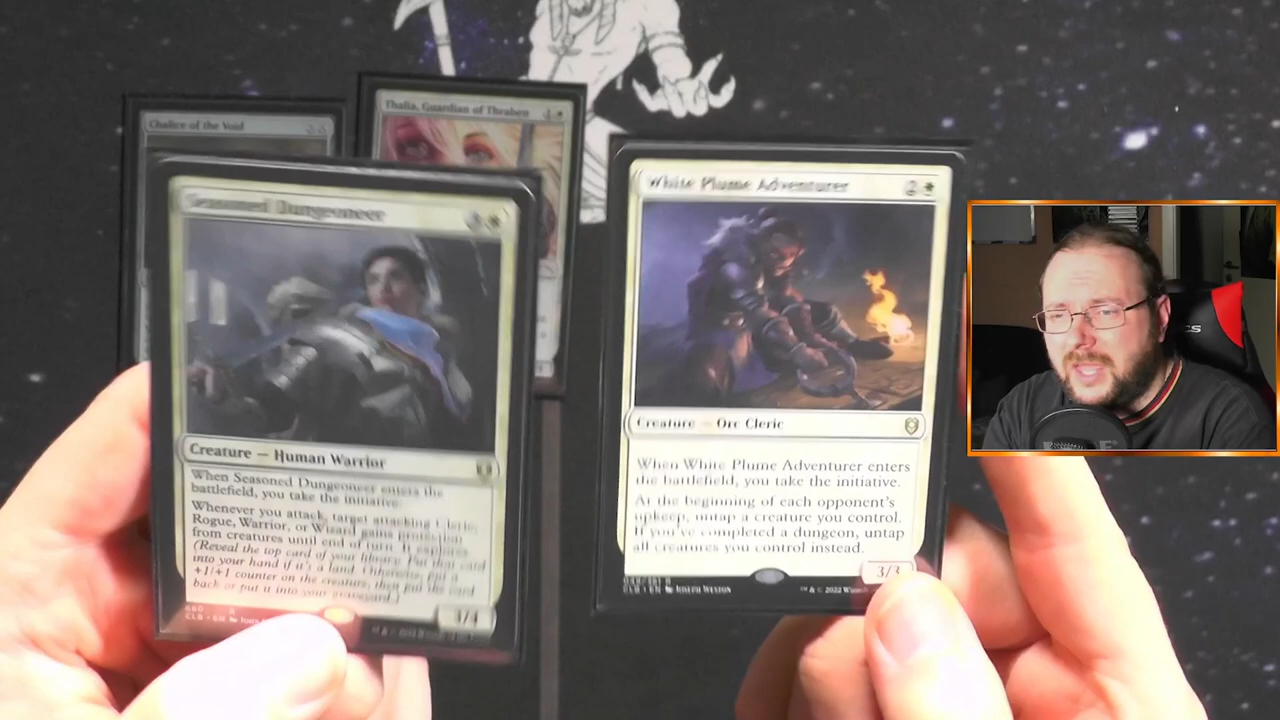 Chalice of the Void
Thalia, Guardian of Thraben
Seasoned Dungeoneer
Creature — Human Warrior
When Seasoned Dungeoneer enters the
battlefield, you take the initiative.
Whenever you attack, target attacking Cleric,
Rogue, Warrior, or Wizard gains protection
from creatures until end of turn. It explores.
(Reveal the top card of your library. Put that card
into your hand if it's a land. Otherwise, put a
+1/+1 counter on the creature, then put the card
back or put it into your graveyard.)
3/4
CLB • EN
White Plume Adventurer
2
Creature — Orc Cleric
When White Plume Adventurer enters
the battlefield, you take the initiative.
At the beginning of each opponent's
upkeep, untap a creature you control.
If you've completed a dungeon, untap
all creatures you control instead.
3/3
CLB • EN Joseph Weston
™ & © 2022